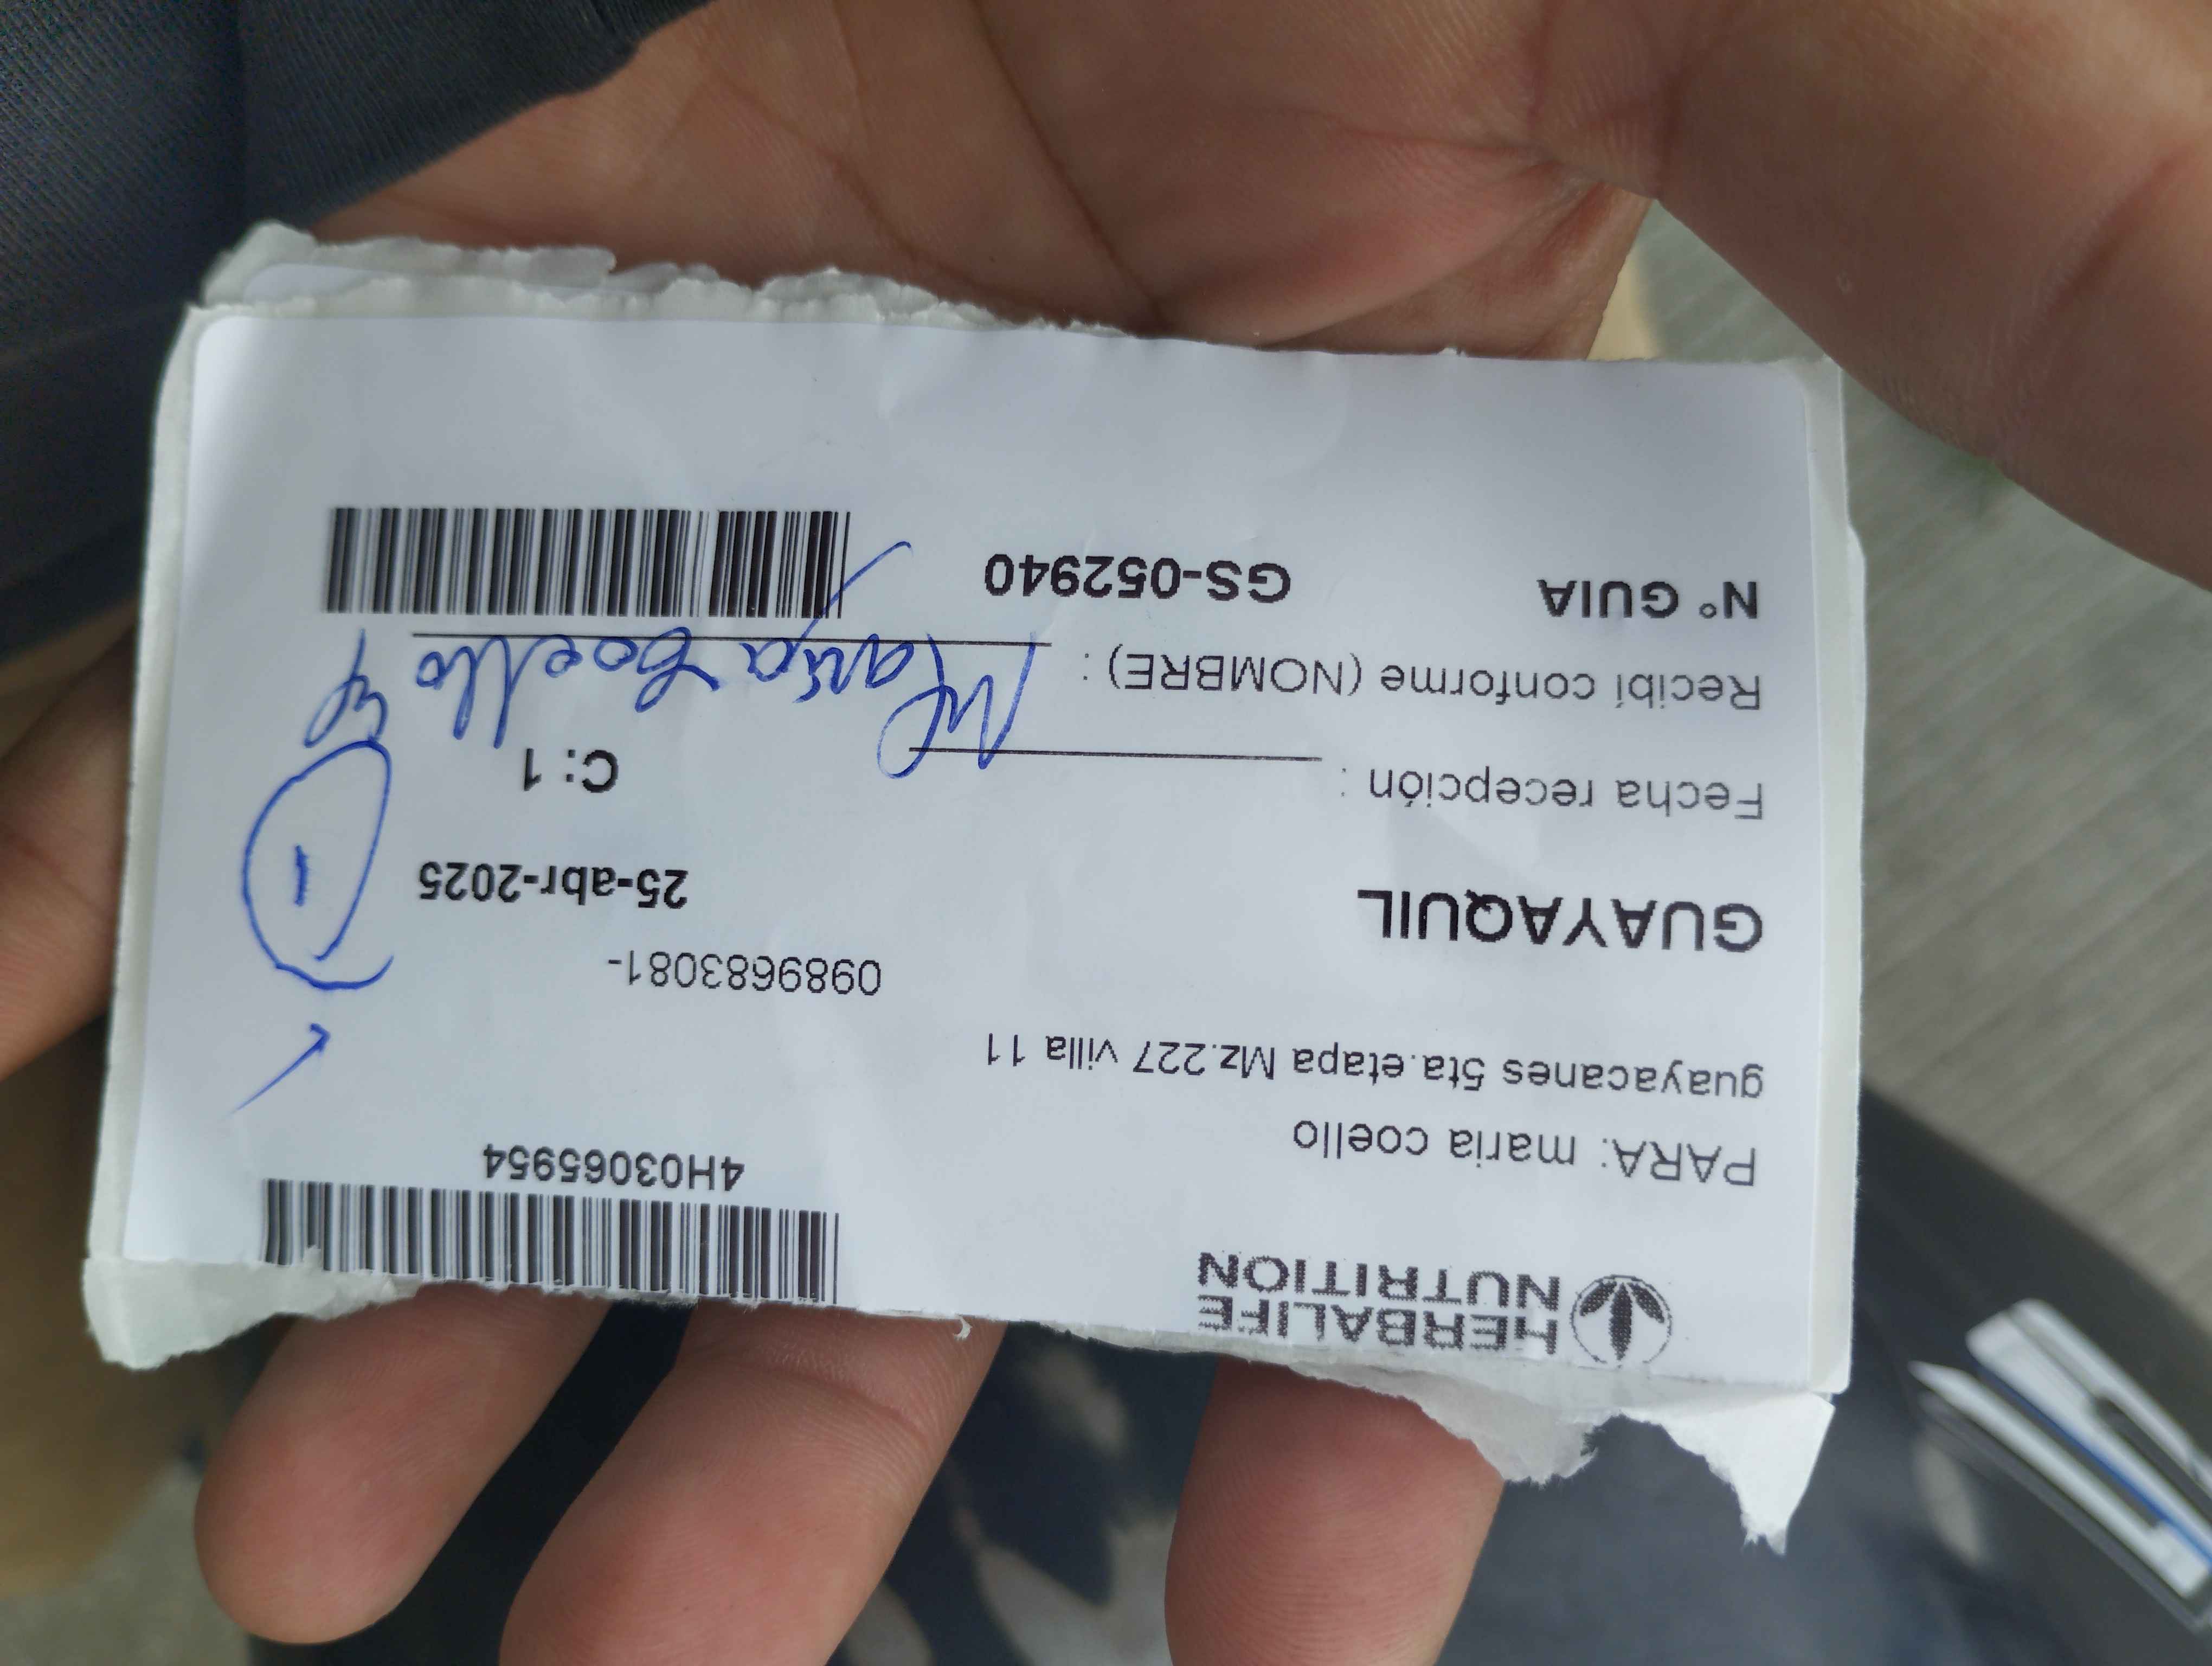 HERBALIFE
NUTRITION
4H03065954
PARA: maria coello
guayacanes 5ta.etapa Mz.227 villa 11
0989683081-
GUAYAQUIL
25-abr-2025
1
Fecha recepción :
C: 1
Recibí conforme (NOMBRE) : María Coello
N° GUIA GS-052940